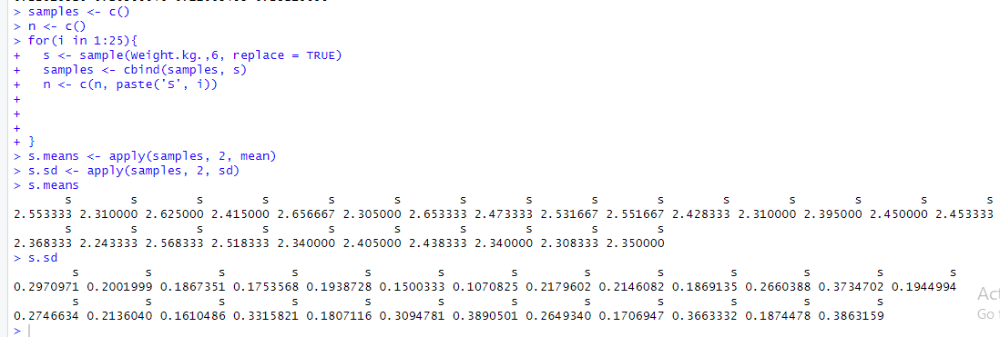 > samples <- c()
> n <- c()
> for(i in 1:25){
+   s <- sample(Weight.kg.,6, replace = TRUE)
+   samples <- cbind(samples, s)
+   n <- c(n, paste('S', i))
+
+
+
+ }
> s.means <- apply(samples, 2, mean)
> s.sd <- apply(samples, 2, sd)
> s.means
s s s s s s s s s s s s s s s
2.553333 2.310000 2.625000 2.415000 2.656667 2.305000 2.653333 2.473333 2.531667 2.551667 2.428333 2.310000 2.395000 2.450000 2.453333
s s s s s s s s s s
2.368333 2.243333 2.568333 2.518333 2.340000 2.405000 2.438333 2.340000 2.308333 2.350000
> s.sd
s s s s s s s s s s s s s
0.2970971 0.2001999 0.1867351 0.1753568 0.1938728 0.1500333 0.1070825 0.2179602 0.2146082 0.1869135 0.2660388 0.3734702 0.1944994
s s s s s s s s s s s s
0.2746634 0.2136040 0.1610486 0.3315821 0.1807116 0.3094781 0.3890501 0.2649340 0.1706947 0.3663332 0.1874478 0.3863159
>
Act
Go